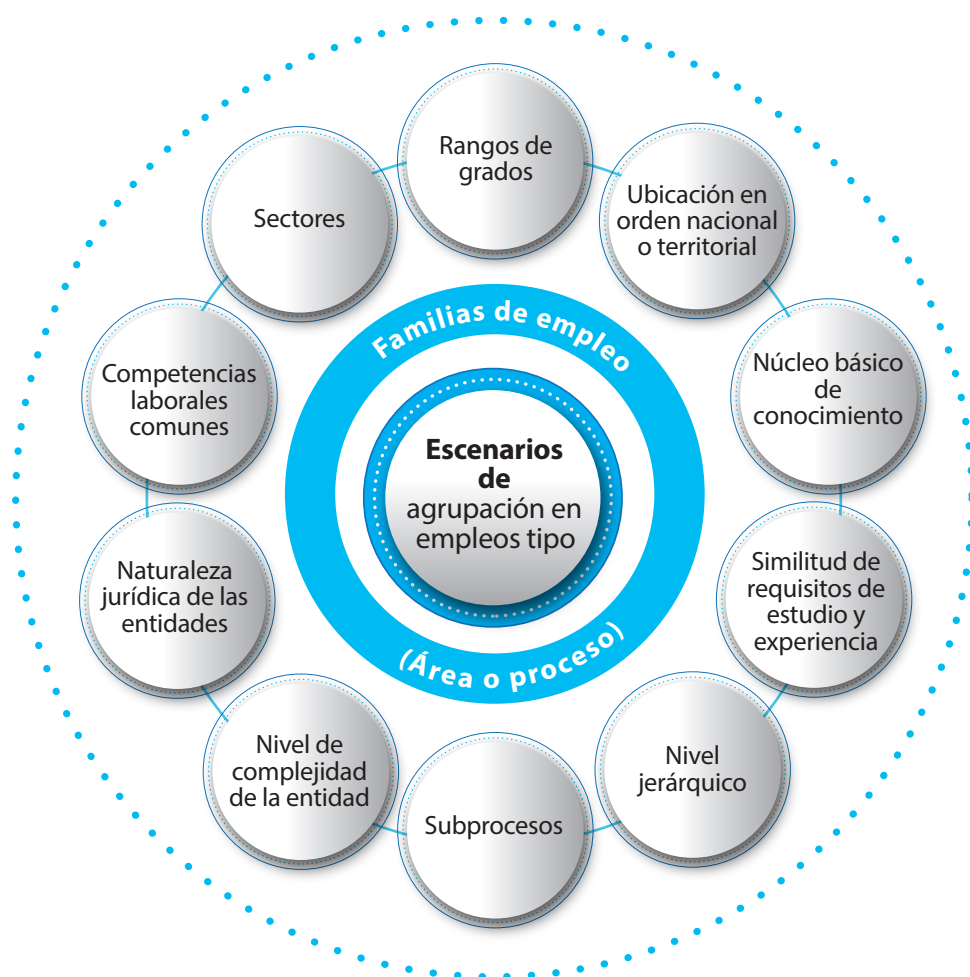 Rangos de
grados
Ubicación en
orden nacional
o territorial
Núcleo básico
de
conocimiento
Similitud de
requisitos de
estudio y
experiencia
Nivel
jerárquico
Subprocesos
Nivel de
complejidad
de la entidad
Naturaleza
jurídica de las
entidades
Competencias
laborales
comunes
Sectores
Familias de empleo
Escenarios
de
agrupación en
empleos tipo
(Área o proceso)